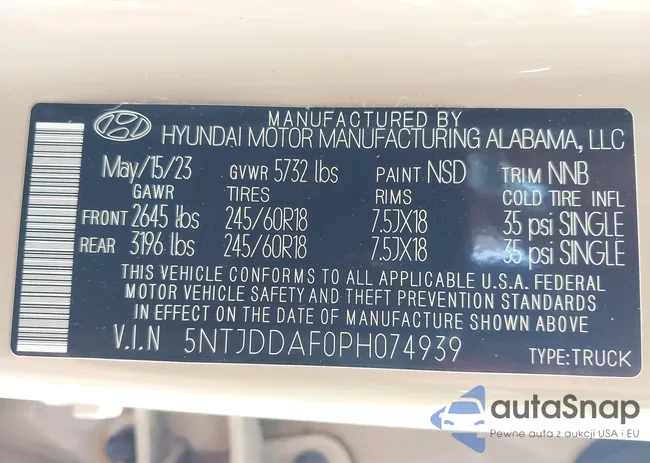 MANUFACTURED BY
HYUNDAI MOTOR MANUFACTURING ALABAMA, LLC
May/15/23 GVWR 5732 lbs PAINT NSD TRIM NNB
GAWR TIRES RIMS COLD TIRE INFL
FRONT 2645 lbs 245/60R18 7.5JX18 35 psi SINGLE
REAR 3196 lbs 245/60R18 7.5JX18 35 psi SINGLE
THIS VEHICLE CONFORMS TO ALL APPLICABLE U.S.A. FEDERAL
MOTOR VEHICLE SAFETY AND THEFT PREVENTION STANDARDS
IN EFFECT ON THE DATE OF MANUFACTURE SHOWN ABOVE
V.I.N 5NTJDDAF0PH074939 TYPE:TRUCK
autaSnap
Pewne auta z aukcji USA i EU